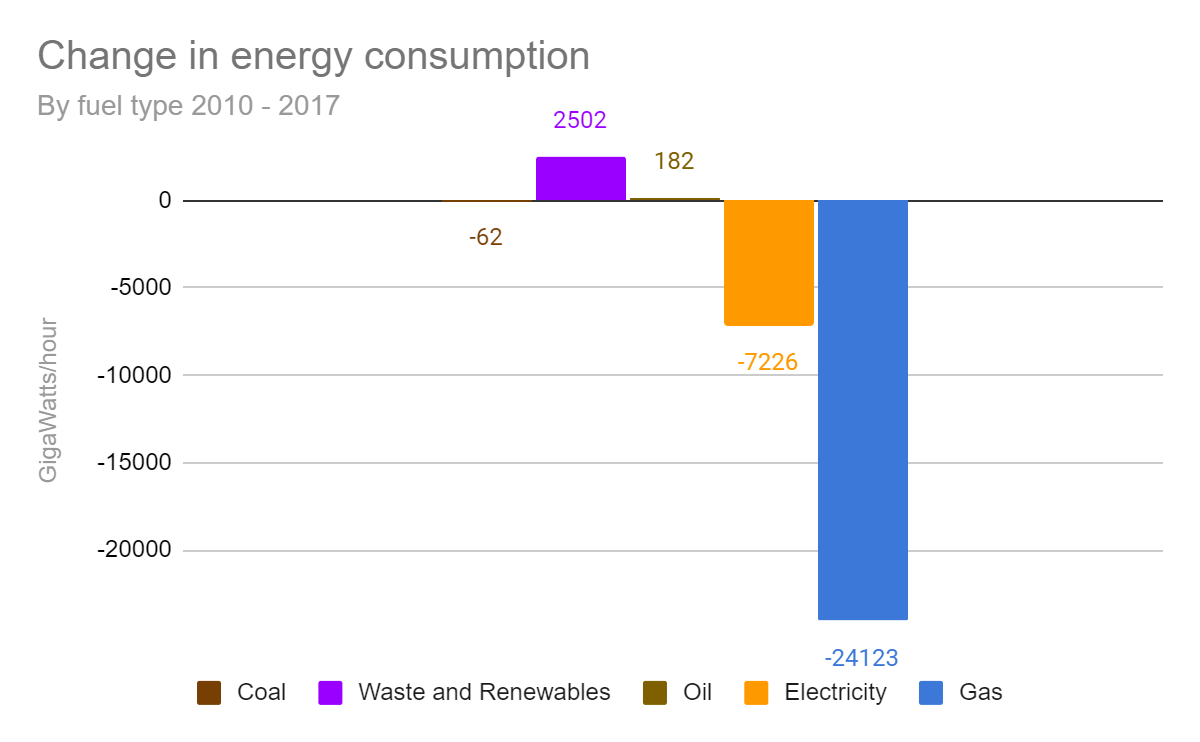 Change in energy consumption
By fuel type 2010 - 2017
2502
182
0
-62
-5000
-7226
-10000
-15000
-20000
-24123
GigaWatts/hour
Coal
Waste and Renewables
Oil
Electricity
Gas